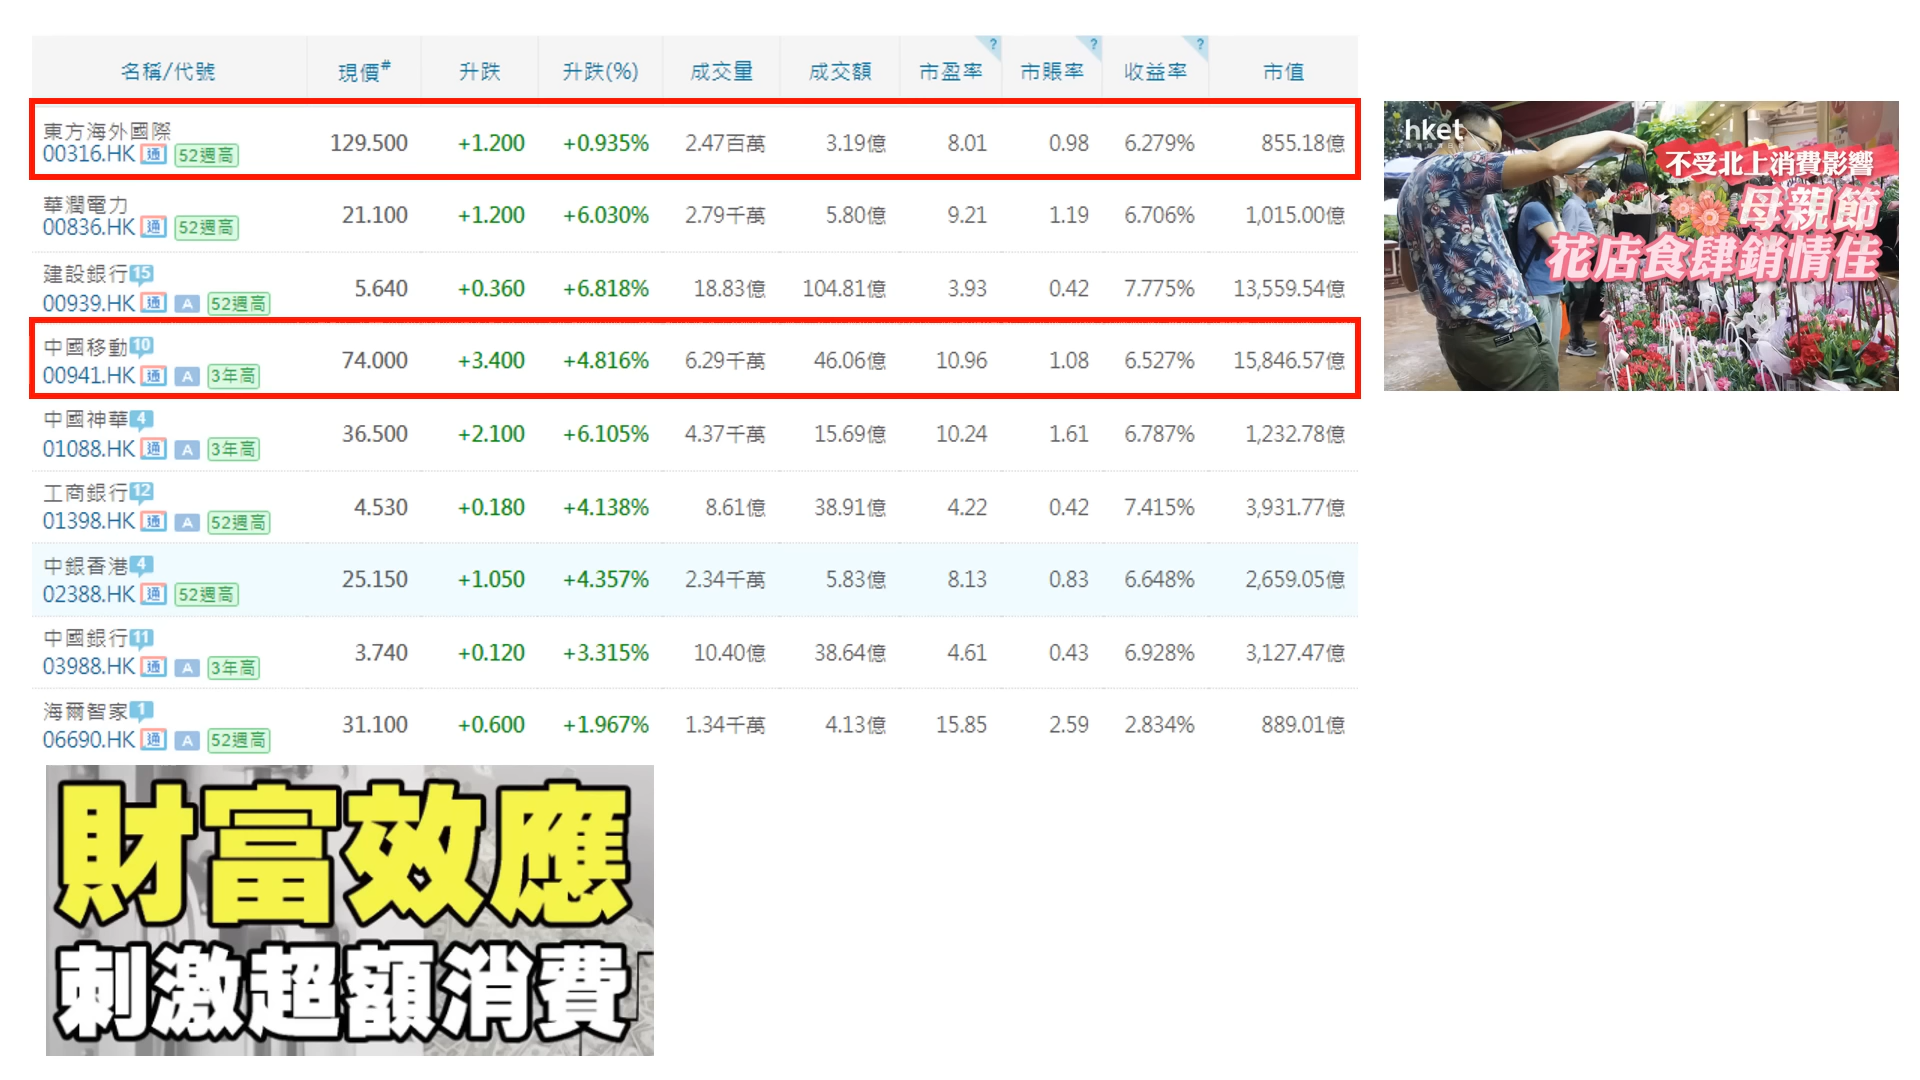 名稱/代號 現價# 升跌 升跌(%) 成交量 成交額 市盈率 ? 市賬率 ? 收益率 ? 市值
東方海外國際
00316.HK 通 52週高 129.500 +1.200 +0.935% 2.47百萬 3.19億 8.01 0.98 6.279% 855.18億
華潤電力
00836.HK 通 52週高 21.100 +1.200 +6.030% 2.79千萬 5.80億 9.21 1.19 6.706% 1,015.00億
建設銀行 15
00939.HK 通 A 52週高 5.640 +0.360 +6.818% 18.83億 104.81億 3.93 0.42 7.775% 13,559.54億
中國移動 10
00941.HK 通 A 3年高 74.000 +3.400 +4.816% 6.29千萬 46.06億 10.96 1.08 6.527% 15,846.57億
中國神華 4
01088.HK 通 A 3年高 36.500 +2.100 +6.105% 4.37千萬 15.69億 10.24 1.61 6.787% 1,232.78億
工商銀行 12
01398.HK 通 A 52週高 4.530 +0.180 +4.138% 8.61億 38.91億 4.22 0.42 7.415% 3,931.77億
中銀香港 4
02388.HK 通 52週高 25.150 +1.050 +4.357% 2.34千萬 5.83億 8.13 0.83 6.648% 2,659.05億
中國銀行 11
03988.HK 通 A 3年高 3.740 +0.120 +3.315% 10.40億 38.64億 4.61 0.43 6.928% 3,127.47億
海爾智家 1
06690.HK 通 A 52週高 31.100 +0.600 +1.967% 1.34千萬 4.13億 15.85 2.59 2.834% 889.01億
hket
不受北上消費影響
母親節
花店食肆銷情佳
財富效應
刺激超額消費